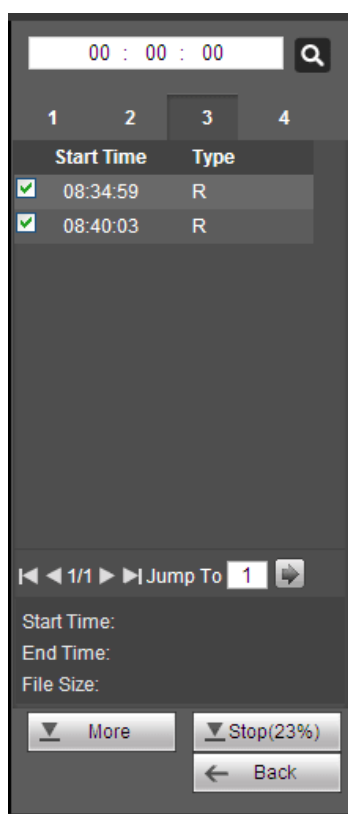 00 : 00 : 00
1 2 3 4
Start Time Type
08:34:59 R
08:40:03 R
1/1 Jump To 1
Start Time:
End Time:
File Size:
More Stop(23%)
Back